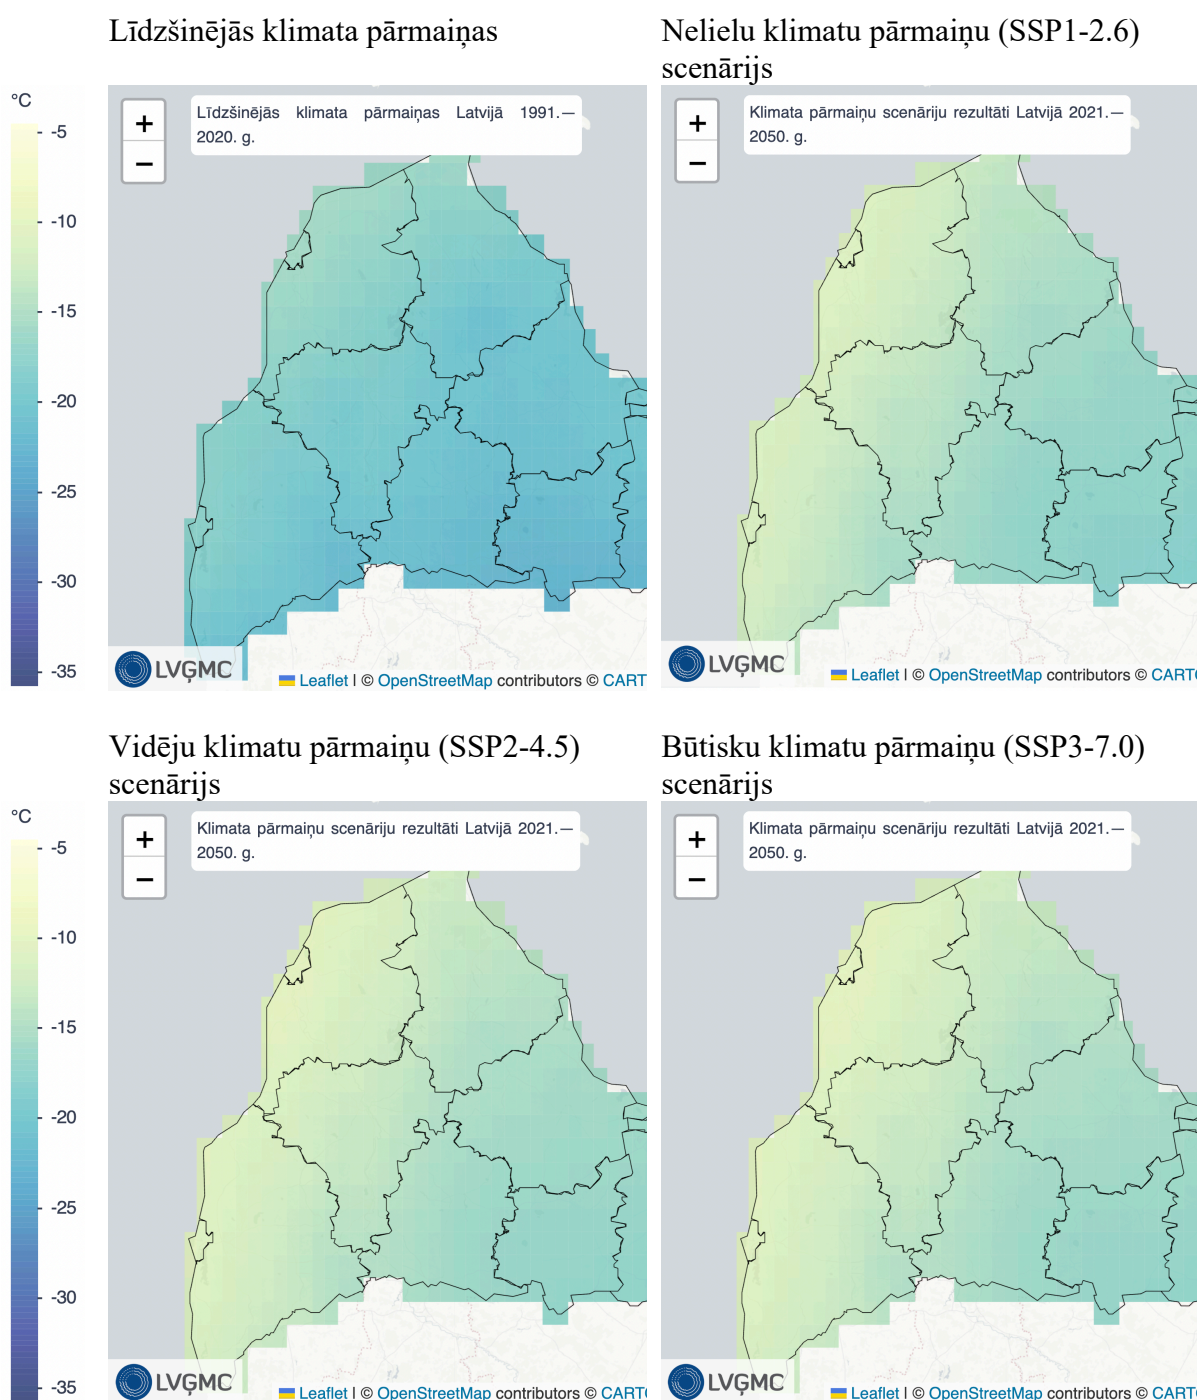 Līdzšinējās klimata pārmaiņas
Nelielu klimatu pārmaiņu (SSP1-2.6)
scenārijs
°C
-5
-10
-15
-20
-25
-30
-35
+
−
Līdzšinējās klimata pārmaiņas Latvijā 1991.—
2020. g.
LVĢMC
Leaflet | © OpenStreetMap contributors © CART
+
−
Klimata pārmaiņu scenāriju rezultāti Latvijā 2021.—
2050. g.
LVĢMC
Leaflet | © OpenStreetMap contributors © CART
Vidēju klimatu pārmaiņu (SSP2-4.5)
scenārijs
Būtisku klimatu pārmaiņu (SSP3-7.0)
scenārijs
°C
-5
-10
-15
-20
-25
-30
-35
+
−
Klimata pārmaiņu scenāriju rezultāti Latvijā 2021.—
2050. g.
LVĢMC
Leaflet | © OpenStreetMap contributors © CART
+
−
Klimata pārmaiņu scenāriju rezultāti Latvijā 2021.—
2050. g.
LVĢMC
Leaflet | © OpenStreetMap contributors © CART